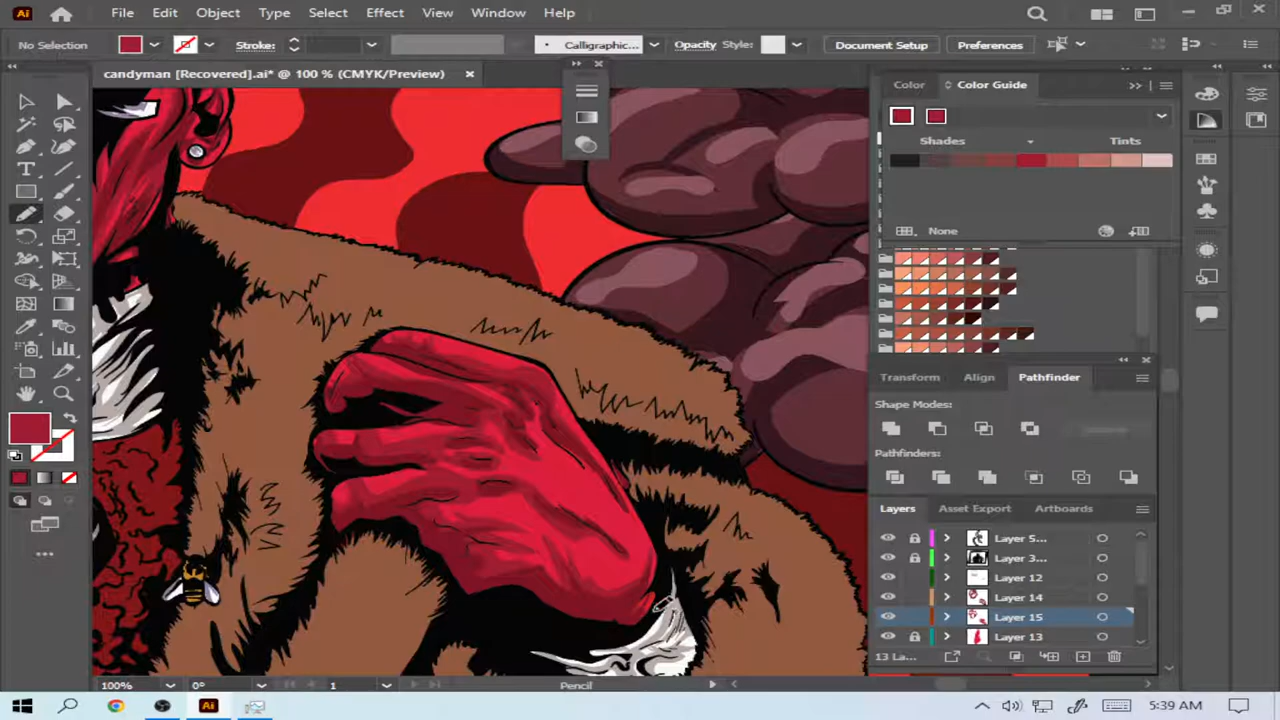 Ai File Edit Object Type Select Effect View Window Help
No Selection Stroke: Calligraphic... Opacity Style: Document Setup Preferences
candyman [Recovered].ai* @ 100 % (CMYK/Preview)
Color Color Guide
Shades Tints
None
Transform Align Pathfinder
Shape Modes:
Pathfinders:
Layers Asset Export Artboards
Layer S...
Layer 3...
Layer 12
Layer 14
Layer 15
Layer 13
13 La...
100% 0° 1 Pencil
Ai 5:39 AM